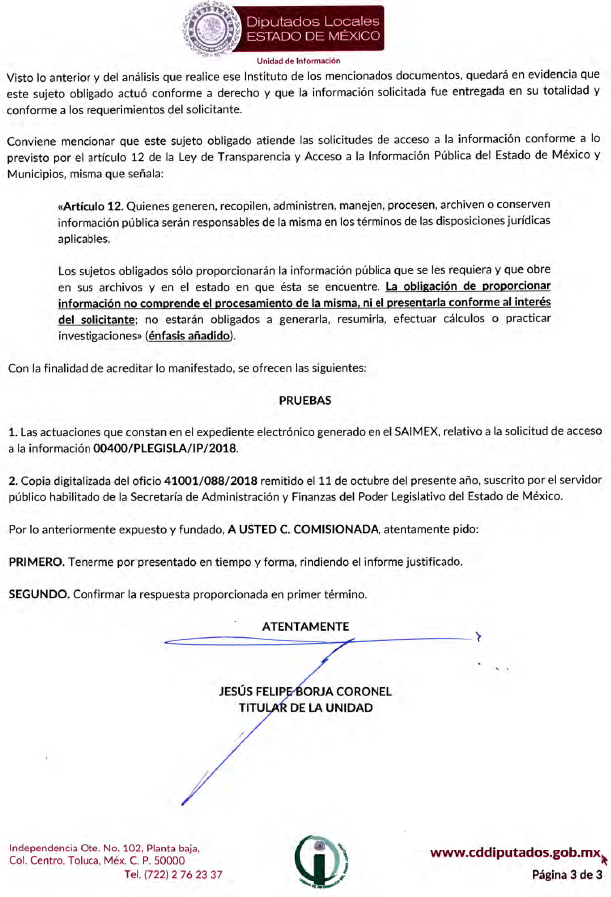 Diputados Locales
ESTADO DE MÉXICO
Unidad de Información
Visto lo anterior y del análisis que realice ese Instituto de los mencionados documentos, quedará en evidencia que
este sujeto obligado actuó conforme a derecho y que la información solicitada fue entregada en su totalidad y
conforme a los requerimientos del solicitante.
Conviene mencionar que este sujeto obligado atiende las solicitudes de acceso a la información conforme a lo
previsto por el artículo 12 de la Ley de Transparencia y Acceso a la Información Pública del Estado de México y
Municipios, misma que señala:
«Artículo 12. Quienes generen, recopilen, administren, manejen, procesen, archiven o conserven
información pública serán responsables de la misma en los términos de las disposiciones jurídicas
aplicables.
Los sujetos obligados sólo proporcionarán la información pública que se les requiera y que obre
en sus archivos y en el estado en que ésta se encuentre. La obligación de proporcionar
información no comprende el procesamiento de la misma, ni el presentarla conforme al interés
del solicitante; no estarán obligados a generarla, resumirla, efectuar cálculos o practicar
investigaciones» (énfasis añadido).
Con la finalidad de acreditar lo manifestado, se ofrecen las siguientes:
PRUEBAS
1. Las actuaciones que constan en el expediente electrónico generado en el SAIMEX, relativo a la solicitud de acceso
a la información 00400/PLEGISLA/IP/2018.
2. Copia digitalizada del oficio 41001/088/2018 remitido el 11 de octubre del presente año, suscrito por el servidor
público habilitado de la Secretaría de Administración y Finanzas del Poder Legislativo del Estado de México.
Por lo anteriormente expuesto y fundado, A USTED C. COMISIONADA, atentamente pido:
PRIMERO. Tenerme por presentado en tiempo y forma, rindiendo el informe justificado.
SEGUNDO. Confirmar la respuesta proporcionada en primer término.
ATENTAMENTE
JESÚS FELIPE BORJA CORONEL
TITULAR DE LA UNIDAD
Independencia Ote. No. 102, Planta baja,
Col. Centro, Toluca, Méx. C. P. 50000
Tel. (722) 2 76 23 37
www.cddiputados.gob.mx
Página 3 de 3